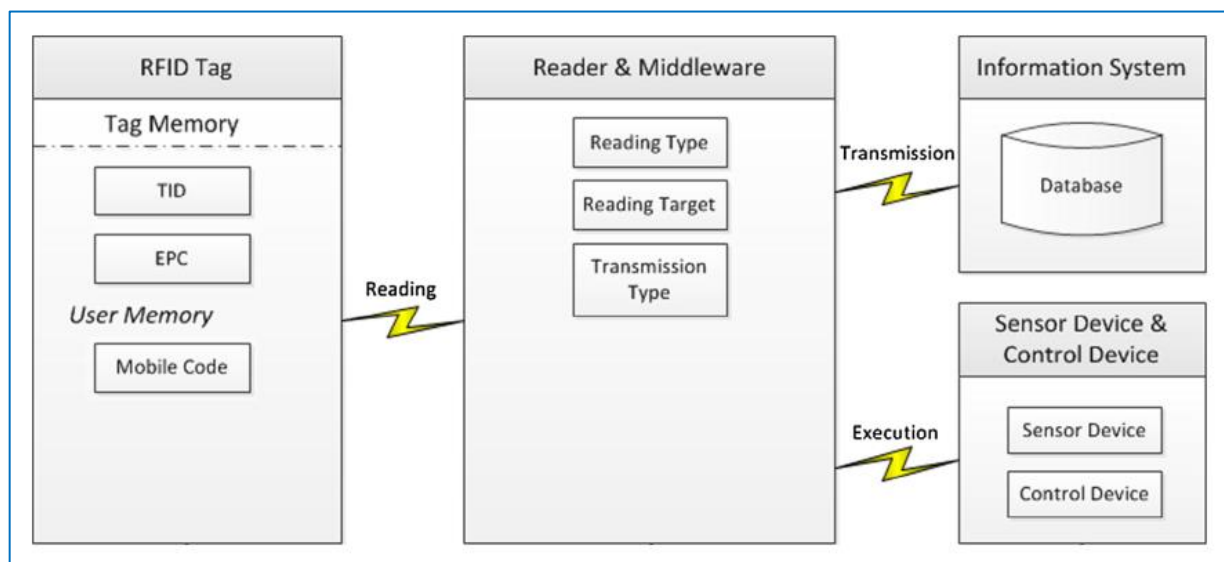 RFID Tag
Tag Memory
TID
EPC
User Memory
Mobile Code
Reading
Reader & Middleware
Reading Type
Reading Target
Transmission
Type
Transmission
Execution
Information System
Database
Sensor Device &
Control Device
Sensor Device
Control Device